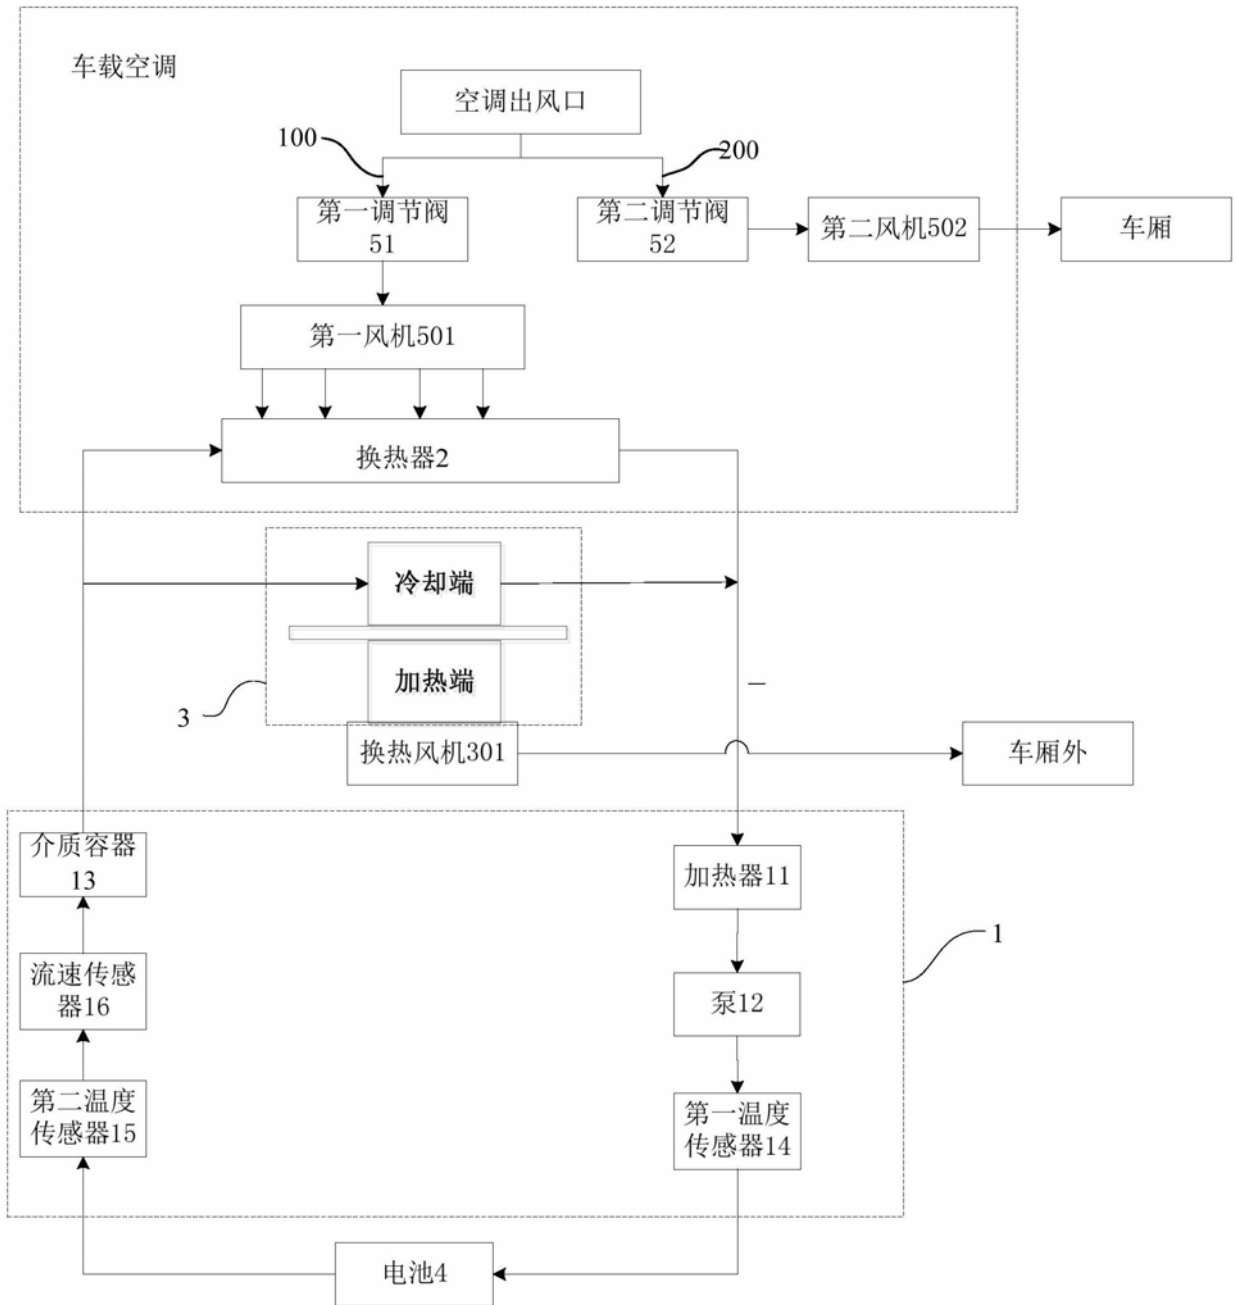 车载空调
空调出风口
100
200
第一调节阀
51
第二调节阀
52
第二风机502
车厢
第一风机501
换热器2
冷却端
加热端
3
换热风机301
车厢外
介质容器
13
加热器11
1
流速传感
器16
泵12
第二温度
传感器15
第一温度
传感器14
电池4